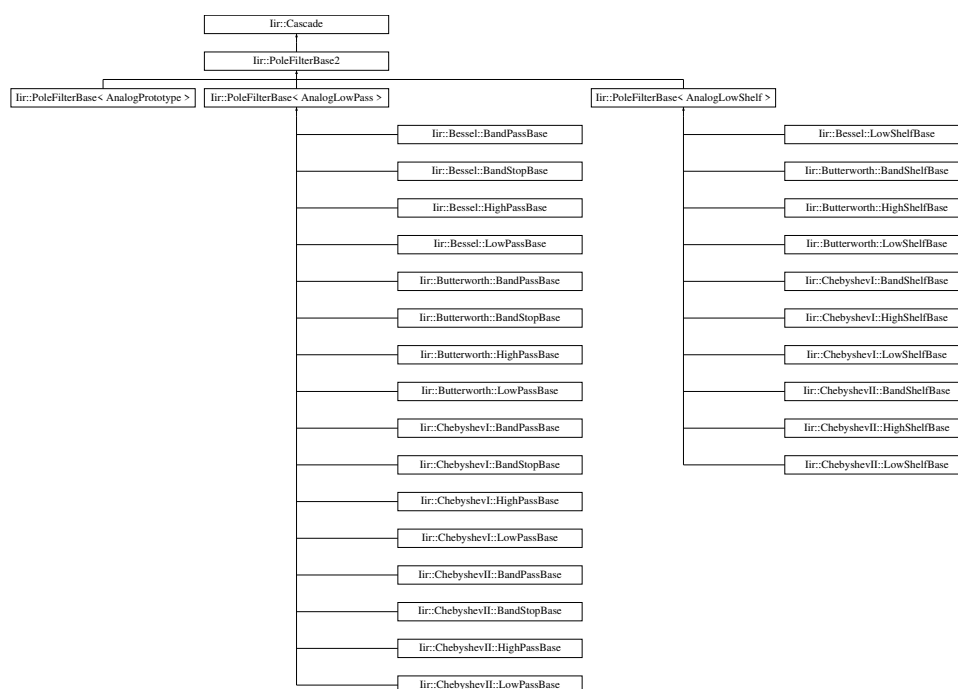 Iir::Cascade
Iir::PoleFilterBase2
Iir::PoleFilterBase< AnalogPrototype >
Iir::PoleFilterBase< AnalogLowPass >
Iir::PoleFilterBase< AnalogLowShelf >
Iir::Bessel::BandPassBase
Iir::Bessel::LowShelfBase
Iir::Bessel::BandStopBase
Iir::Butterworth::BandShelfBase
Iir::Bessel::HighPassBase
Iir::Butterworth::HighShelfBase
Iir::Bessel::LowPassBase
Iir::Butterworth::LowShelfBase
Iir::Butterworth::BandPassBase
Iir::ChebyshevI::BandShelfBase
Iir::Butterworth::BandStopBase
Iir::ChebyshevI::HighShelfBase
Iir::Butterworth::HighPassBase
Iir::ChebyshevI::LowShelfBase
Iir::Butterworth::LowPassBase
Iir::ChebyshevII::BandShelfBase
Iir::ChebyshevI::BandPassBase
Iir::ChebyshevII::HighShelfBase
Iir::ChebyshevI::BandStopBase
Iir::ChebyshevII::LowShelfBase
Iir::ChebyshevI::HighPassBase
Iir::ChebyshevI::LowPassBase
Iir::ChebyshevII::BandPassBase
Iir::ChebyshevII::BandStopBase
Iir::ChebyshevII::HighPassBase
Iir::ChebyshevII::LowPassBase